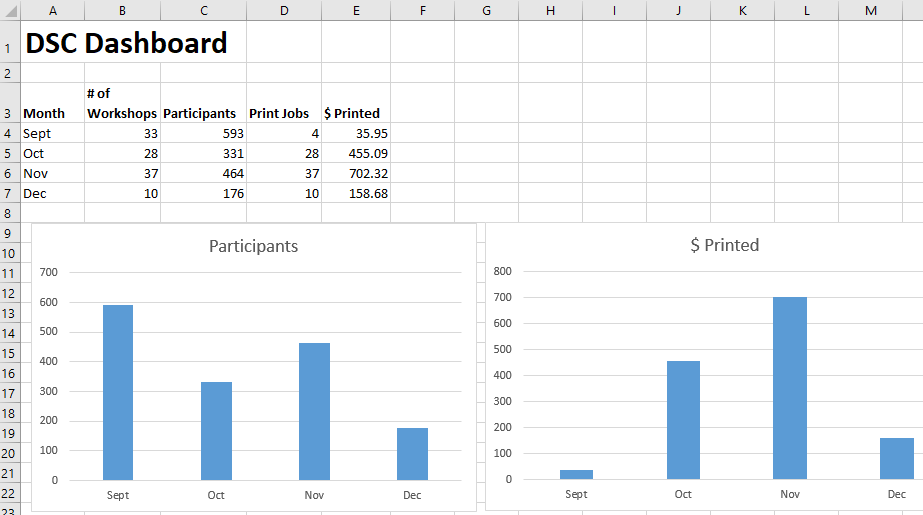 A B C D E F G H I J K L M
1 DSC Dashboard
2
# of
3 Month Workshops Participants Print Jobs $ Printed
4 Sept 33 593 4 35.95
5 Oct 28 331 28 455.09
6 Nov 37 464 37 702.32
7 Dec 10 176 10 158.68
8
9
10
11
12
13
14
15
16
17
18
19
20
21
22
23
Participants
700
600
500
400
300
200
100
0
Sept Oct Nov Dec
$ Printed
800
700
600
500
400
300
200
100
0
Sept Oct Nov Dec